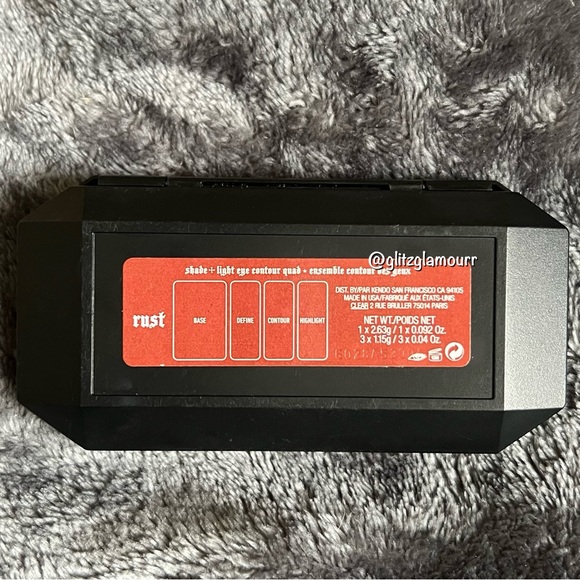 @glitzglamourr
shade + light eye contour quad • ensemble contour des yeux
rust
BASE
DEFINE
CONTOUR
HIGHLIGHT
DIST. BY/PAR KENDO SAN FRANCISCO CA 94105
MADE IN USA/FABRIQUÉ AUX ÉTATS-UNIS
CLEAR 2 RUE BRULLER 75014 PARIS
NET WT./POIDS NET
1 x 2.63g / 1 x 0.092 Oz.
3 x 1.15g / 3 x 0.04 Oz.